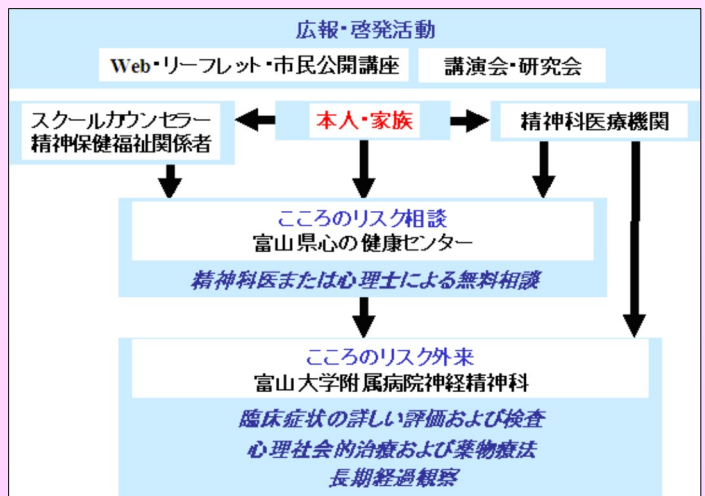 広報・啓発活動
Web・リーフレット・市民公開講座
講演会・研究会
スクールカウンセラー
精神保健福祉関係者
本人・家族
精神科医療機関
こころのリスク相談
富山県心の健康センター
精神科医または心理士による無料相談
こころのリスク外来
富山大学附属病院神経精神科
臨床症状の詳しい評価および検査
心理社会的治療および薬物療法
長期経過観察